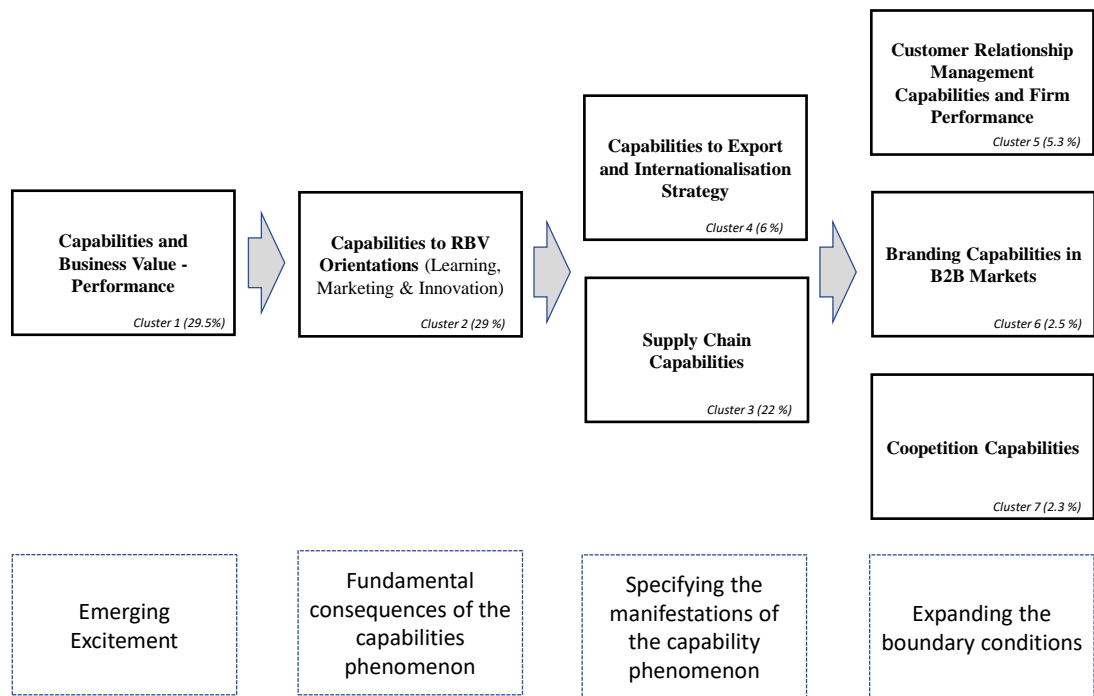 Capabilities and
Business Value -
Performance
Cluster 1 (29.5%)
Capabilities to RBV
Orientations (Learning,
Marketing & Innovation)
Cluster 2 (29 %)
Capabilities to Export
and Internationalisation
Strategy
Cluster 4 (6 %)
Supply Chain
Capabilities
Cluster 3 (22 %)
Customer Relationship
Management
Capabilities and Firm
Performance
Cluster 5 (5.3 %)
Branding Capabilities in
B2B Markets
Cluster 6 (2.5 %)
Coopetition Capabilities
Cluster 7 (2.3 %)
Emerging
Excitement
Fundamental
consequences of the
capabilities
phenomenon
Specifying the
manifestations of
the capability
phenomenon
Expanding the
boundary conditions